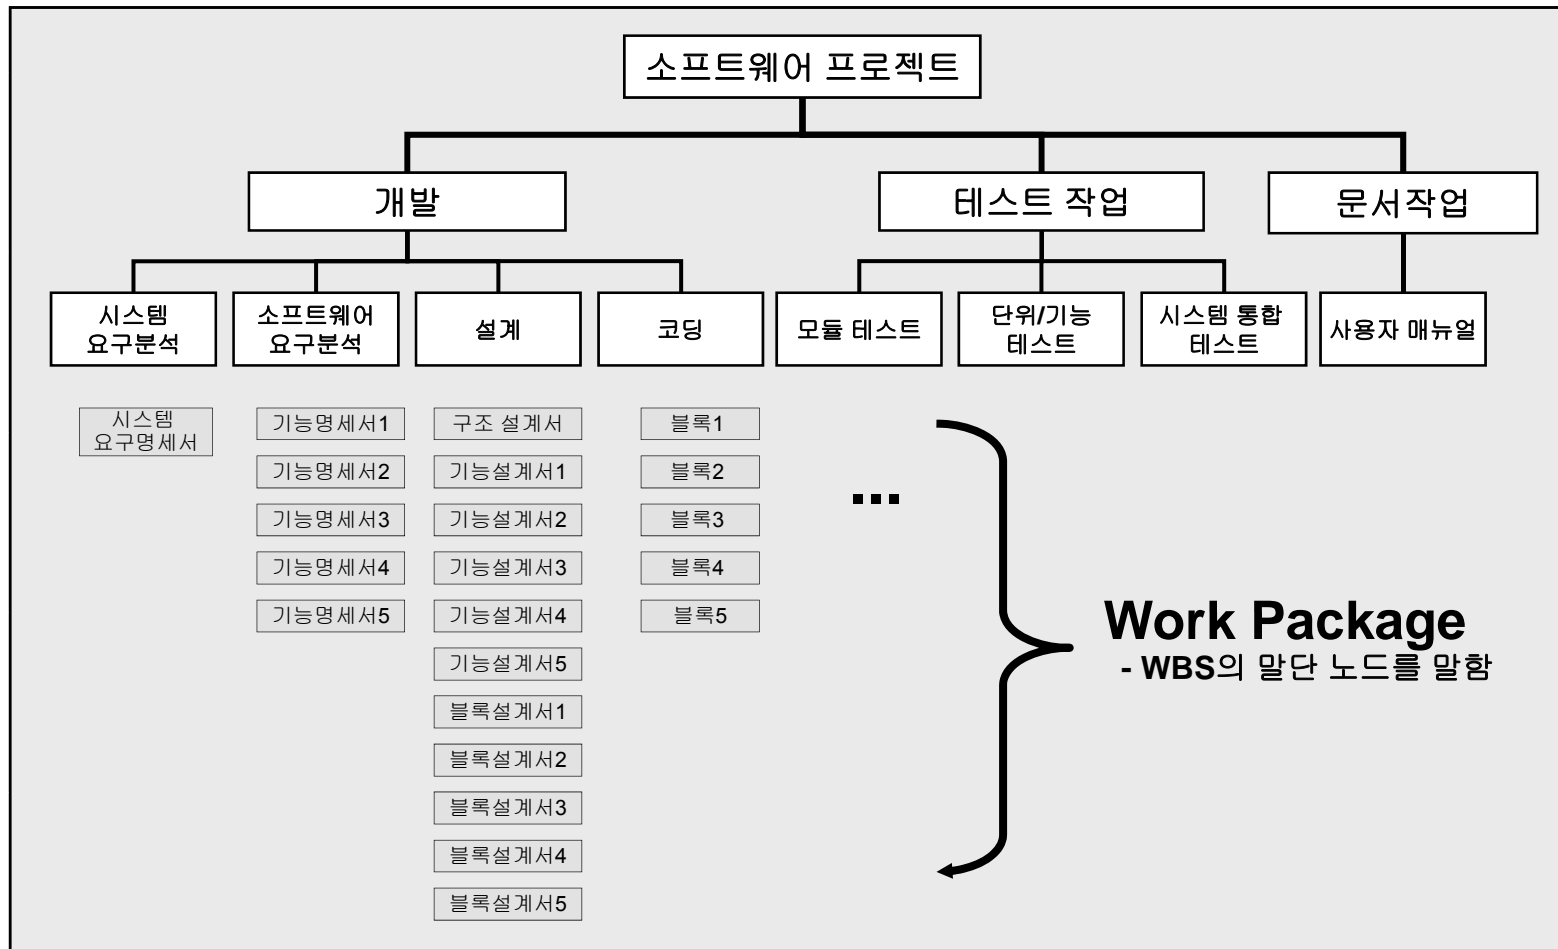 소프트웨어 프로젝트
개발
테스트 작업
문서작업
시스템
요구분석
소프트웨어
요구분석
설계
코딩
모듈 테스트
단위/기능
테스트
시스템 통합
테스트
사용자 매뉴얼
시스템
요구명세서
기능명세서1
기능명세서2
기능명세서3
기능명세서4
기능명세서5
구조 설계서
기능설계서1
기능설계서2
기능설계서3
기능설계서4
기능설계서5
블록설계서1
블록설계서2
블록설계서3
블록설계서4
블록설계서5
블록1
블록2
블록3
블록4
블록5
...
Work Package
- WBS의 말단 노드를 말함